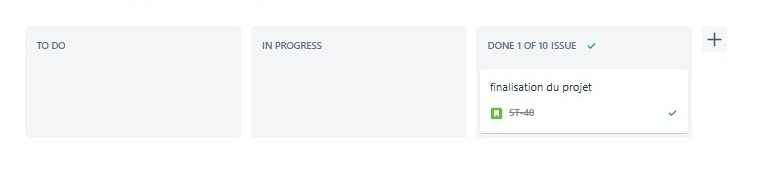 TO DO
IN PROGRESS
DONE 1 OF 10 ISSUE
finalisation du projet
ST-40